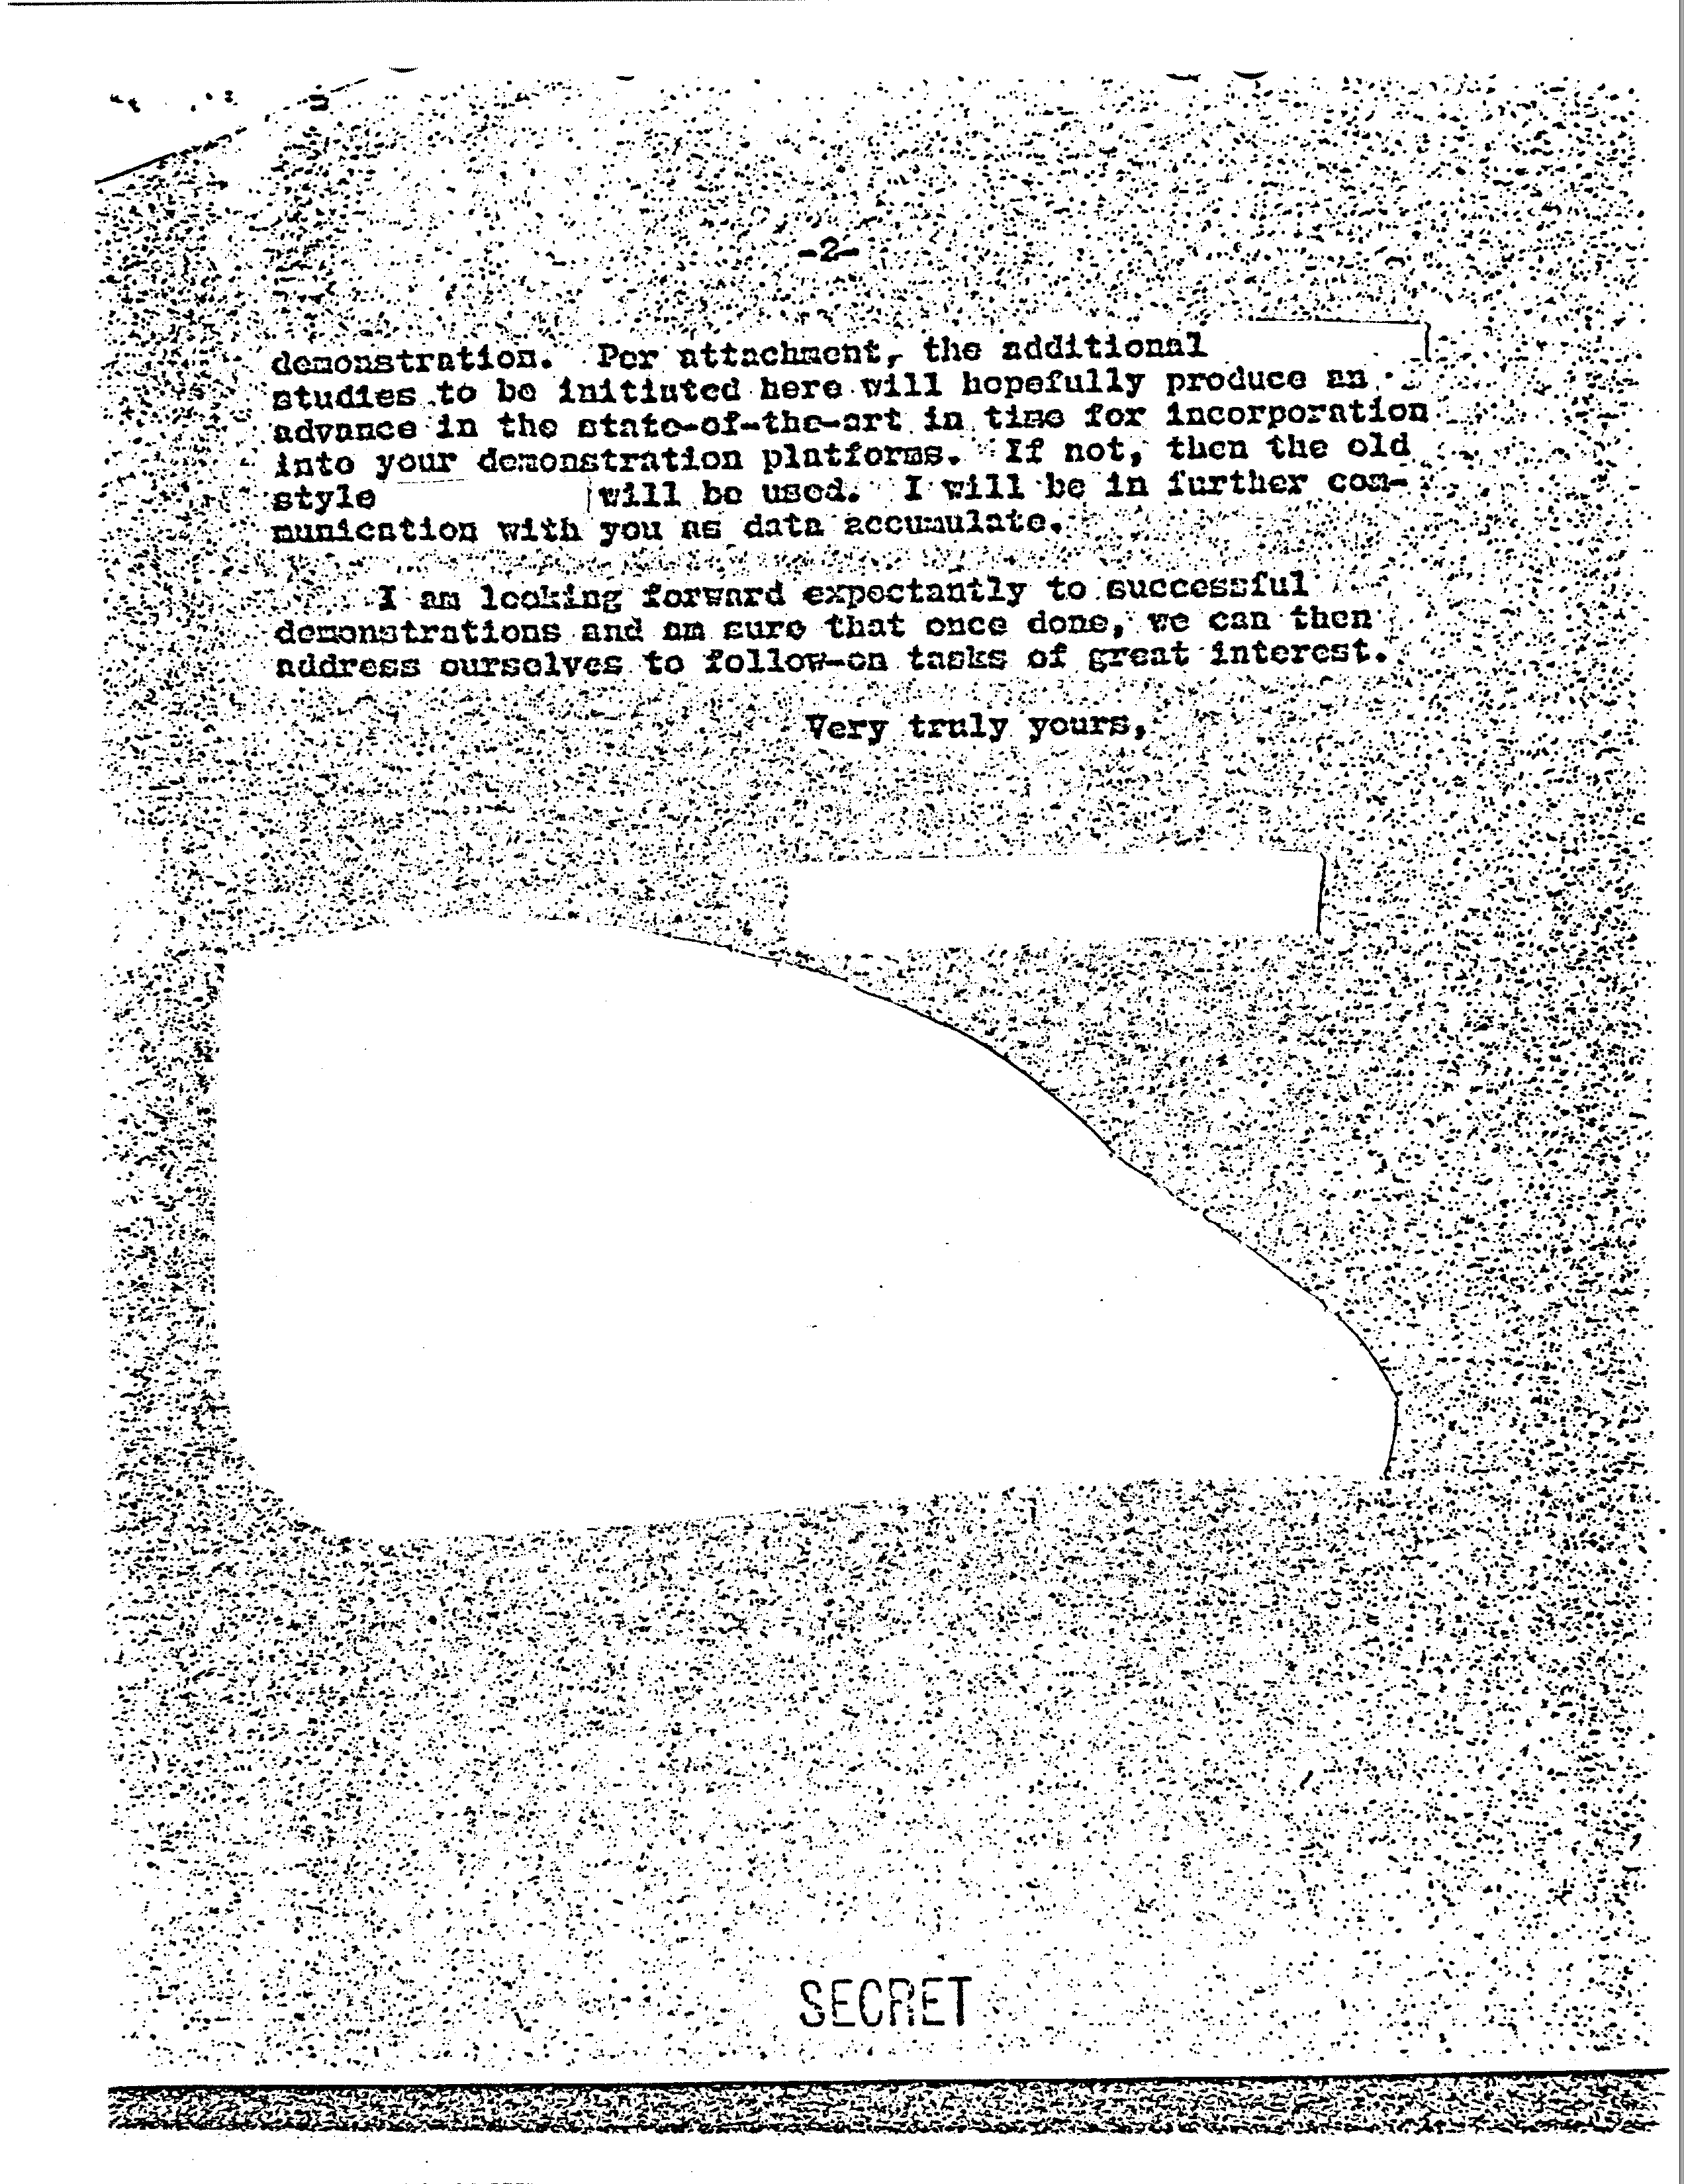 -2-
demonstration. Per attachment, the additional
studies to be initiated here will hopefully produce an
advance in the state-of-the-art in time for incorporation
into your demonstration platforms. If not, then the old
style will be used. I will be in further com-
munication with you as data accumulate.
I am looking forward expectantly to successful
demonstrations and am sure that once done, we can then
address ourselves to follow-on tasks of great interest.
Very truly yours,
SECRET